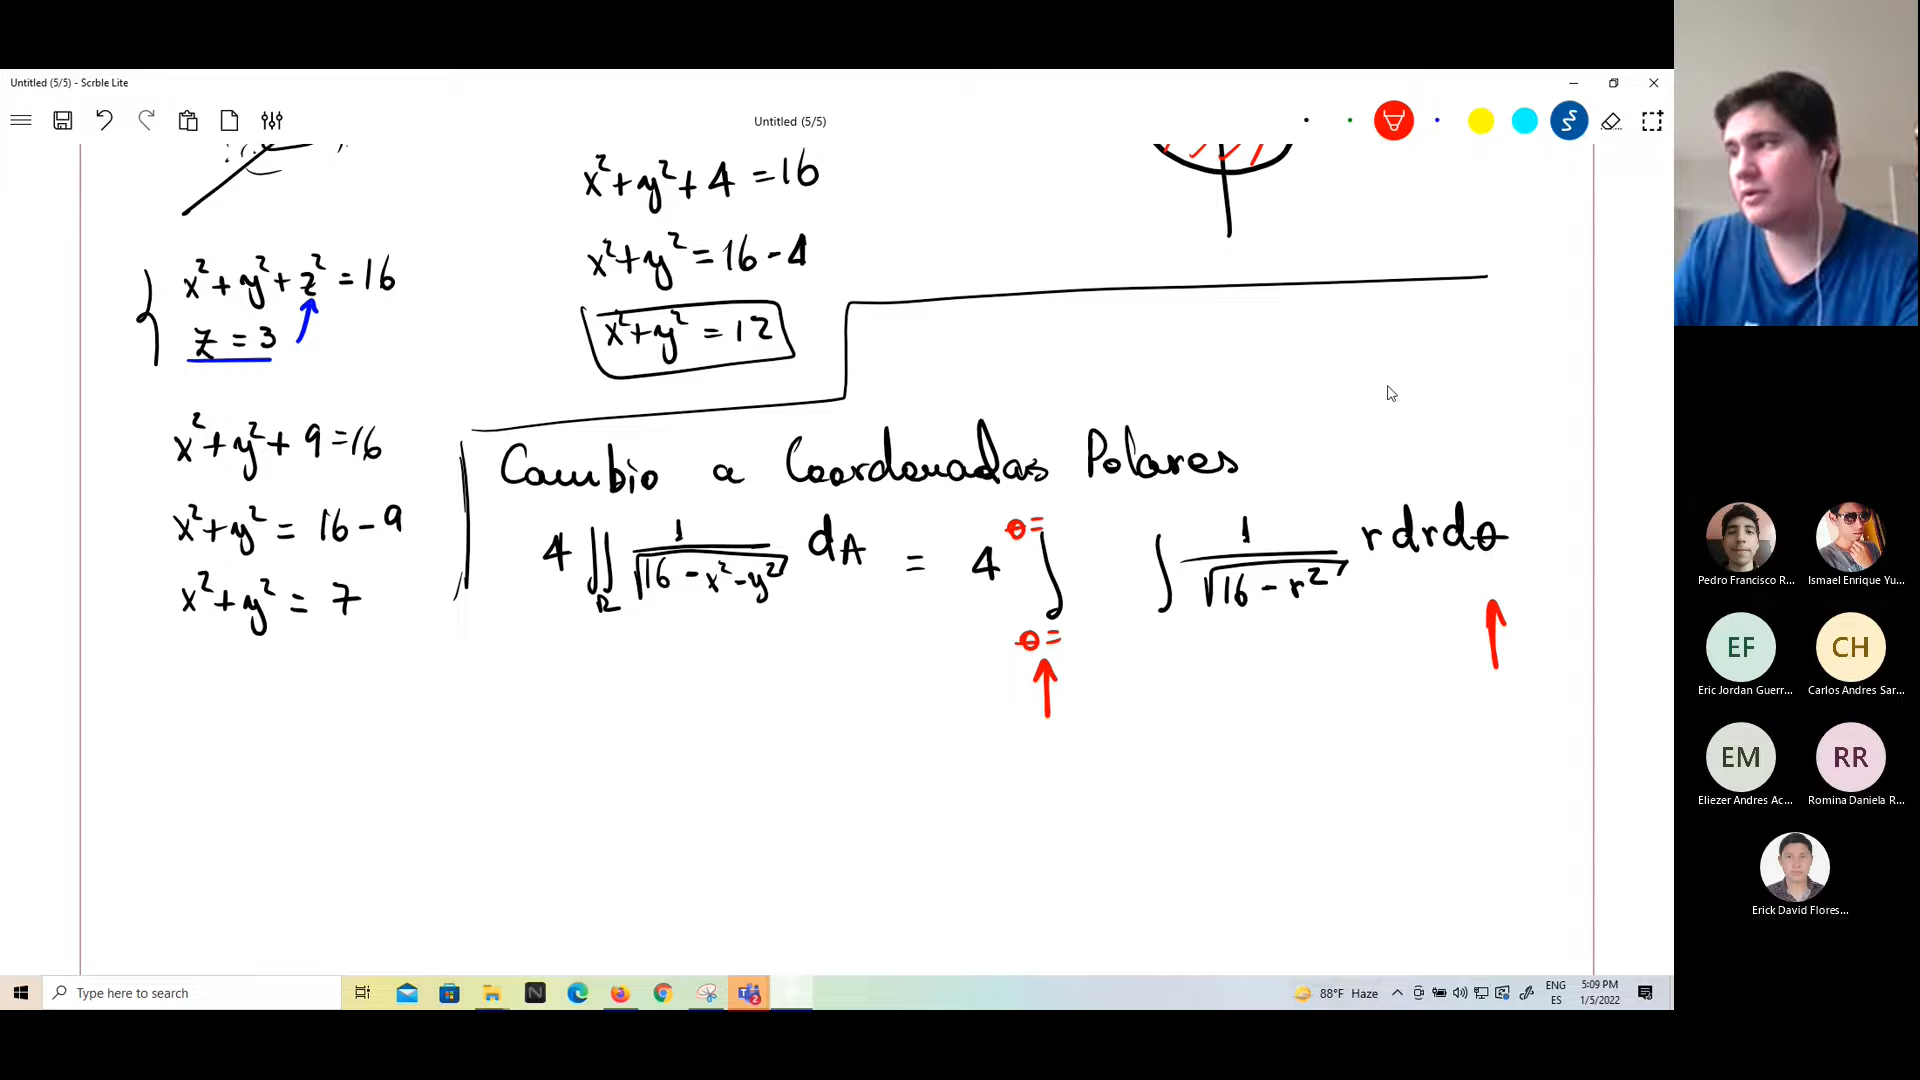 Untitled (5/5) - Scrble Lite
Untitled (5/5)
x²+y²+4 =16
x²+y² =16-4
x²+y² =12
x²+y²+z² =16
z =3
x²+y²+9=16
x²+y² = 16-9
x²+y² = 7
Cambio a Coordenadas Polares
4 ∬R 1/√(16-x²-y²) dA = 4 ∫ ∫ 1/√(16-r²) r dr dθ
θ=
θ=
Pedro Francisco R...
Ismael Enrique Yu...
EF
CH
Eric Jordan Guerr...
Carlos Andres Sar...
EM
RR
Eliezer Andres Ac...
Romina Daniela R...
Erick David Flores...
Type here to search
N
2
88°F Haze
ENG
ES
5:09 PM
1/5/2022